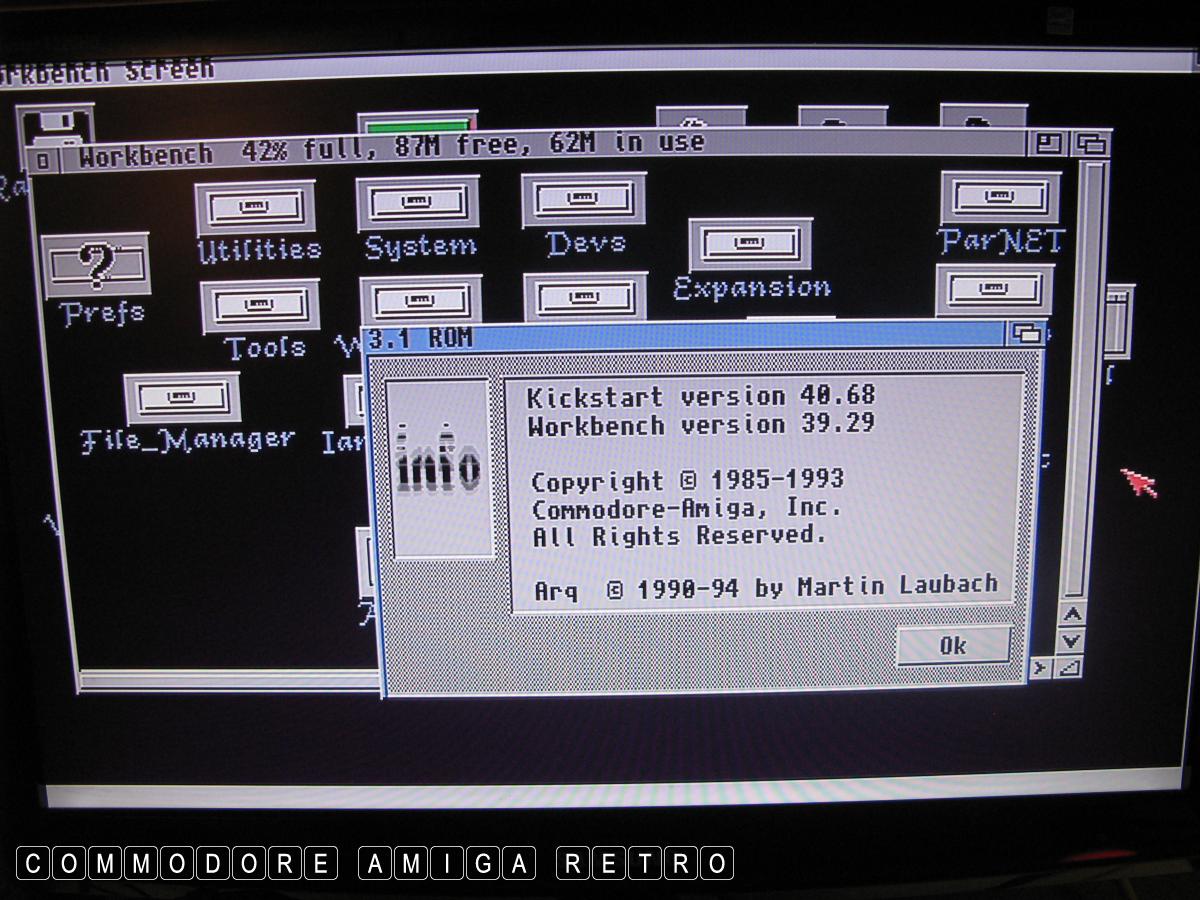 Workbench Screen
Workbench 42% full, 87M free, 62M in use
Utilities
System
Devs
ParNET
Expansion
Prefs
Tools
3.1 ROM
File_Manager
info
Kickstart version 40.68
Workbench version 39.29
Copyright © 1985-1993
Commodore-Amiga, Inc.
All Rights Reserved.
Arq © 1990-94 by Martin Laubach
Ok
COMMODORE AMIGA RETRO